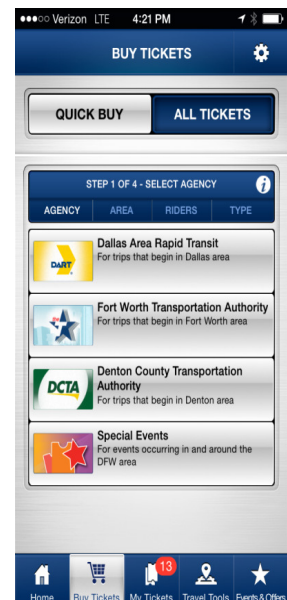 Verizon LTE 4:21 PM
BUY TICKETS
QUICK BUY ALL TICKETS
STEP 1 OF 4 - SELECT AGENCY i
AGENCY AREA RIDERS TYPE
DART
Dallas Area Rapid Transit
For trips that begin in Dallas area
Fort Worth Transportation Authority
For trips that begin in Fort Worth area
DCTA
Denton County Transportation
Authority
For trips that begin in Denton area
Special Events
For events occurring in and around the
DFW area
13
Home Buy Tickets My Tickets Travel Tools Events & Offers